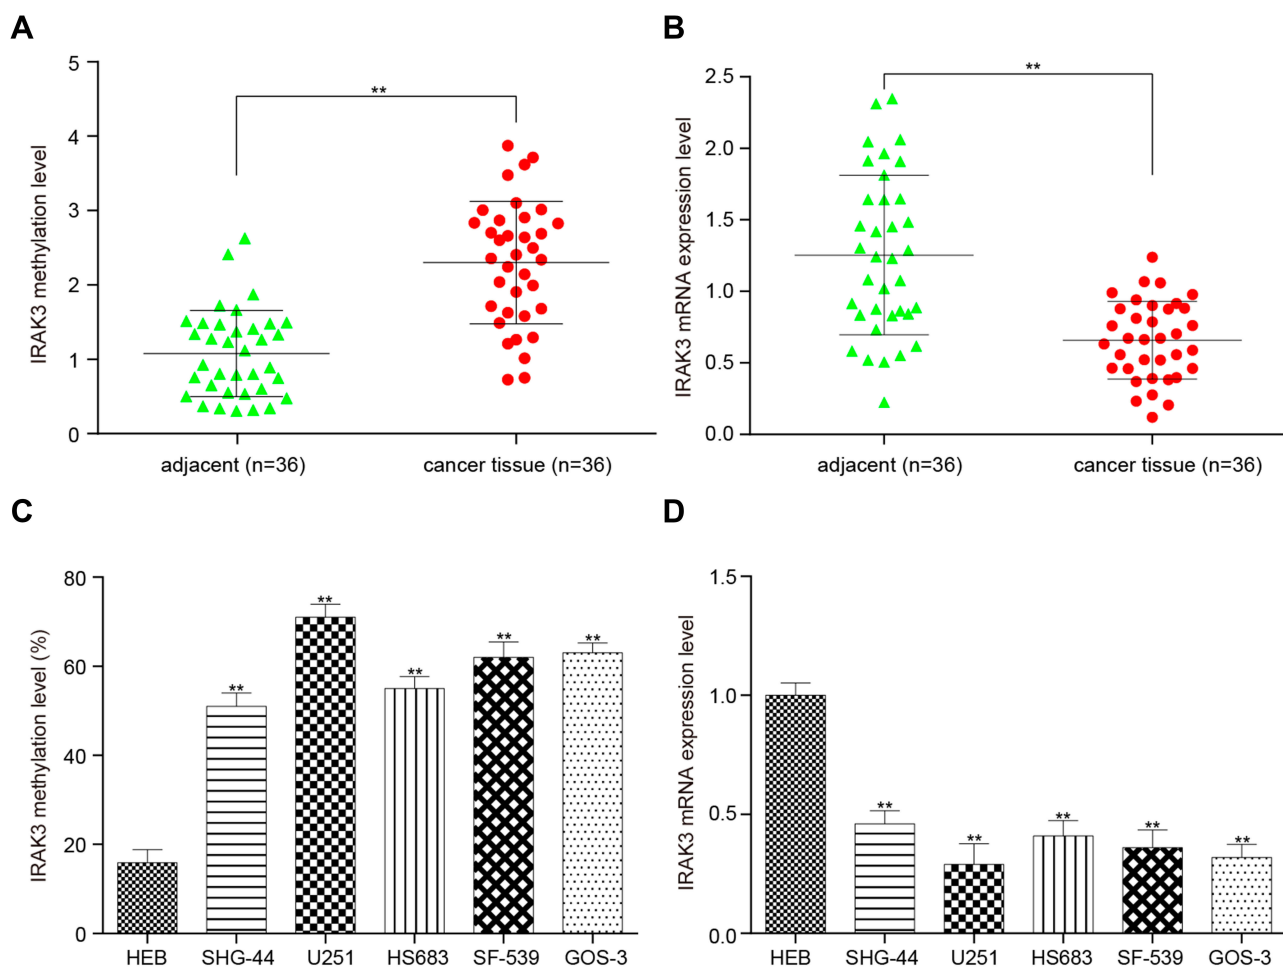 A
IRAK3 methylation level
5
4
3
2
1
0
**
adjacent (n=36)
cancer tissue (n=36)
B
IRAK3 mRNA expression level
2.5
2.0
1.5
1.0
0.5
0.0
**
adjacent (n=36)
cancer tissue (n=36)
C
IRAK3 methylation level (%)
80
60
40
20
0
**
**
**
**
**
HEB
SHG-44
U251
HS683
SF-539
GOS-3
D
IRAK3 mRNA expression level
1.5
1.0
0.5
0.0
**
**
**
**
**
HEB
SHG-44
U251
HS683
SF-539
GOS-3